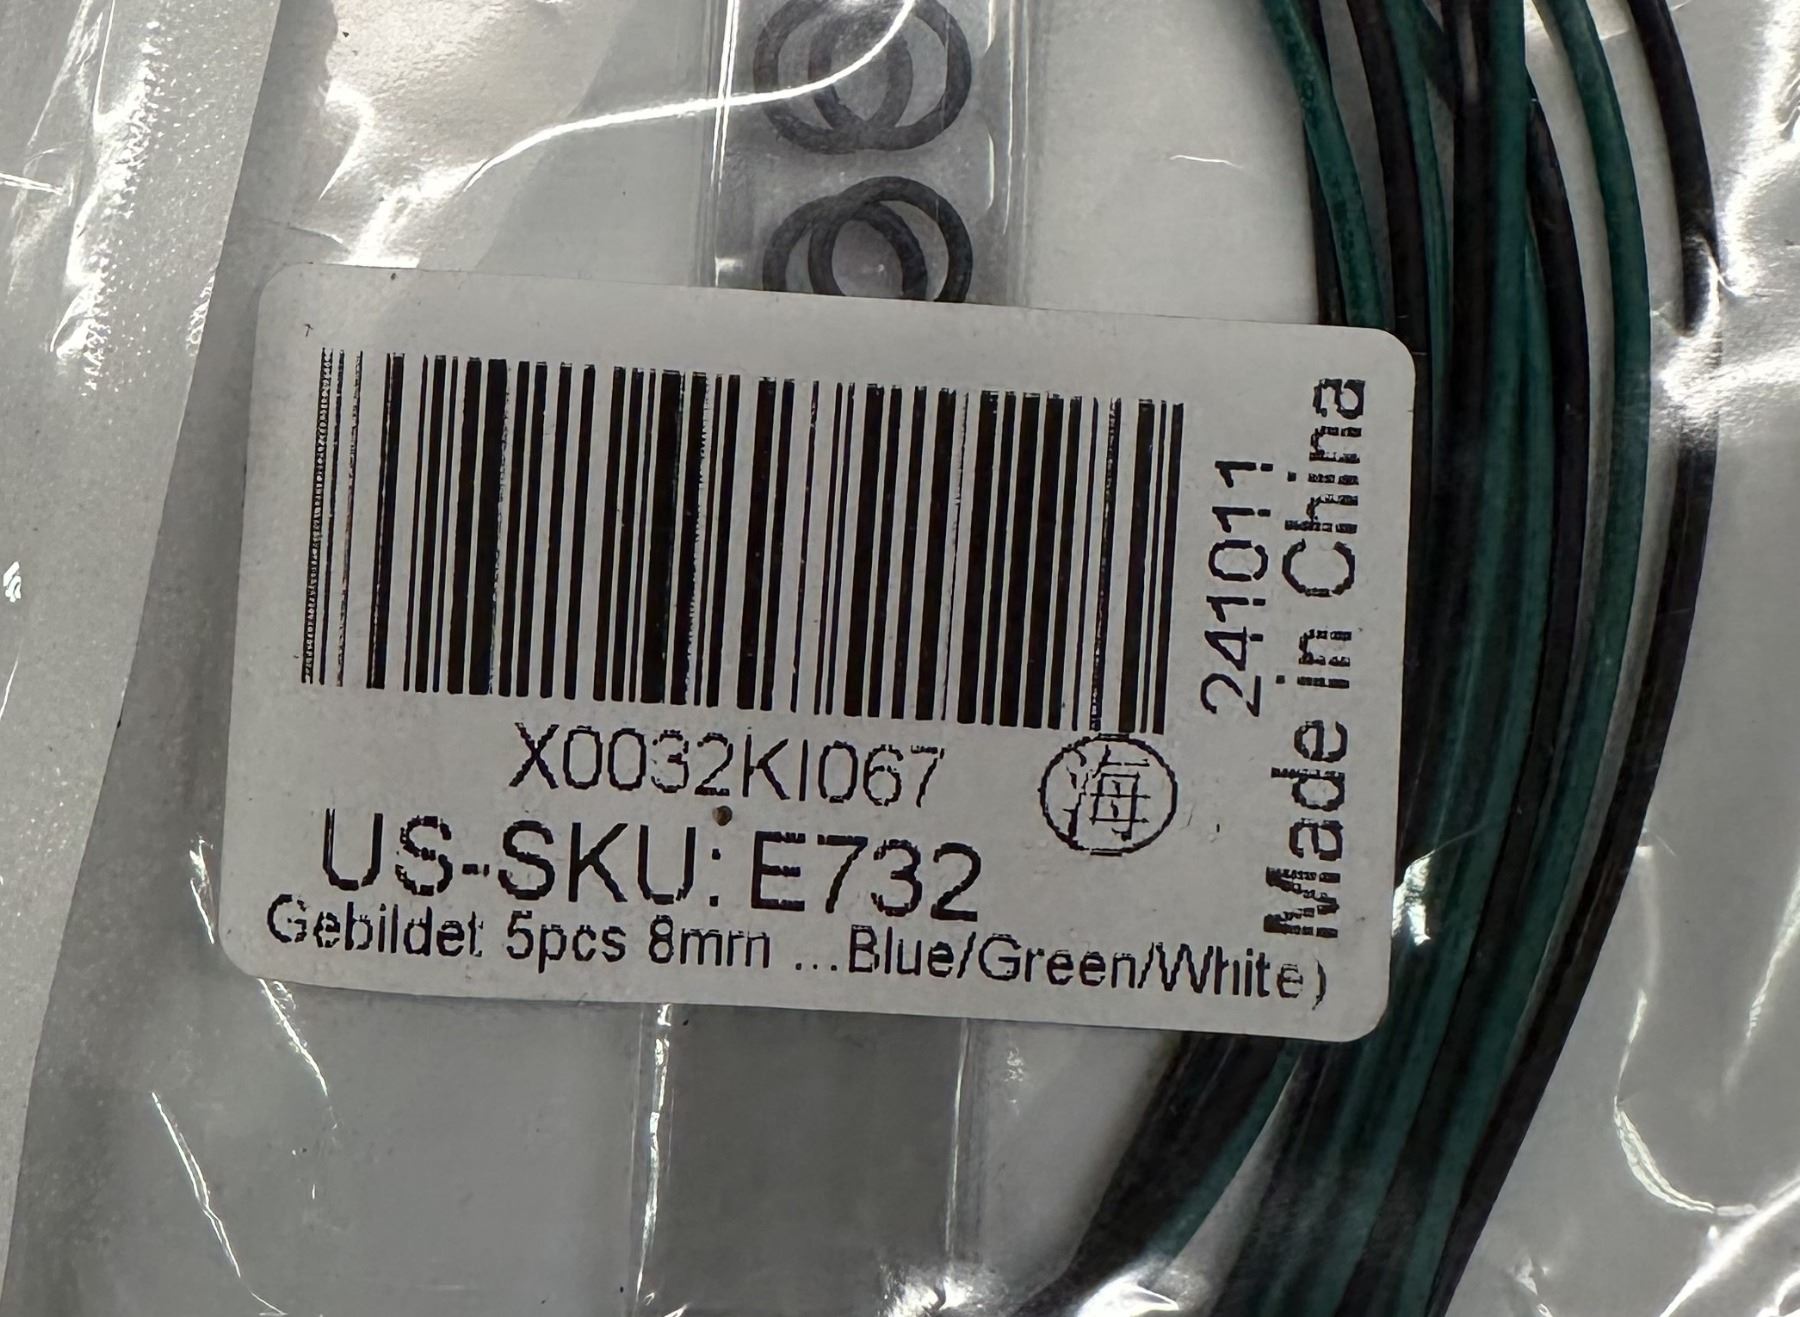 X0032KI067
海
US-SKU: E732
Gebildet 5pcs 8mm ...Blue/Green/White)
241011
Made in China